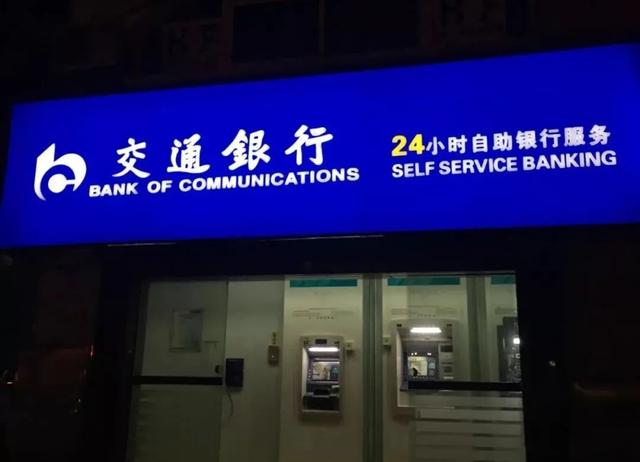 交通銀行
BANK OF COMMUNICATIONS
24小时自助银行服务
SELF SERVICE BANKING